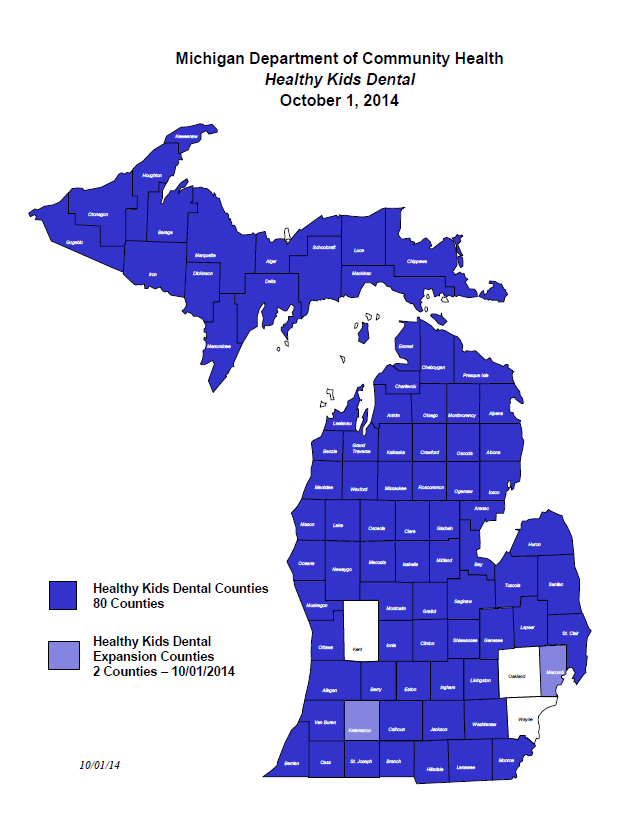 Michigan Department of Community Health
Healthy Kids Dental
October 1, 2014
Keweenaw
Houghton
Ontonagon
Baraga
Gogebic
Marquette
Iron
Dickinson
Alger
Delta
Schoolcraft
Luce
Mackinac
Chippewa
Menominee
Emmet
Cheboygan
Presque Isle
Charlevoix
Antrim
Otsego
Montmorency
Alpena
Leelanau
Benzie
Grand
Traverse
Kalkaska
Crawford
Oscoda
Alcona
Manistee
Wexford
Missaukee
Roscommon
Ogemaw
Iosco
Arenac
Mason
Lake
Osceola
Clare
Gladwin
Huron
Oceana
Newaygo
Mecosta
Isabella
Midland
Bay
Tuscola
Sanilac
Muskegon
Montcalm
Gratiot
Saginaw
Lapeer
St. Clair
Ottawa
Kent
Ionia
Clinton
Shiawassee
Genesee
Allegan
Barry
Eaton
Ingham
Livingston
Oakland
Macomb
Van Buren
Kalamazoo
Calhoun
Jackson
Washtenaw
Wayne
Berrien
Cass
St. Joseph
Branch
Hillsdale
Lenawee
Monroe
Healthy Kids Dental Counties
80 Counties
Healthy Kids Dental
Expansion Counties
2 Counties – 10/01/2014
10/01/14